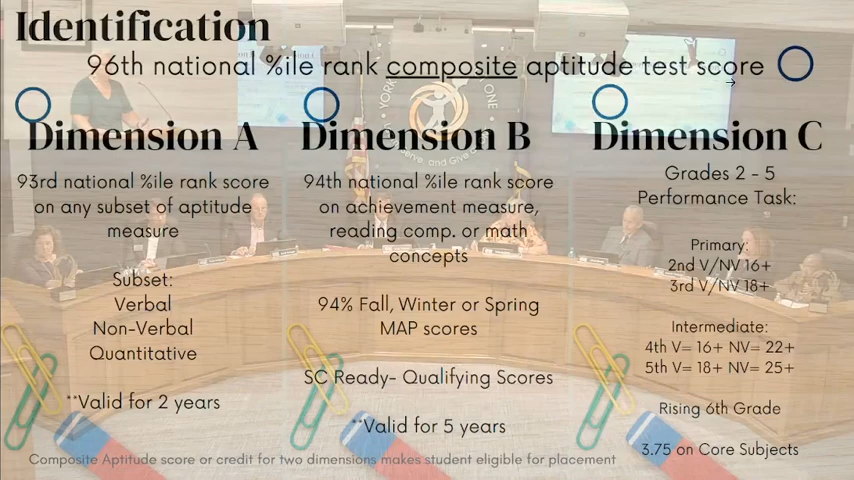 Identification
96th national %ile rank composite aptitude test score
Dimension A
93rd national %ile rank score
on any subset of aptitude
measure
Subset:
Verbal
Non-Verbal
Quantitative
**Valid for 2 years
Dimension B
94th national %ile rank score
on achievement measure,
reading comp. or math
concepts
94% Fall, Winter or Spring
MAP scores
SC Ready- Qualifying Scores
**Valid for 5 years
Dimension C
Grades 2 - 5
Performance Task:
Primary:
2nd V/NV 16+
3rd V/NV 18+
Intermediate:
4th V= 16+ NV= 22+
5th V= 18+ NV= 25+
Rising 6th Grade
3.75 on Core Subjects
Composite Aptitude score or credit for two dimensions makes student eligible for placement